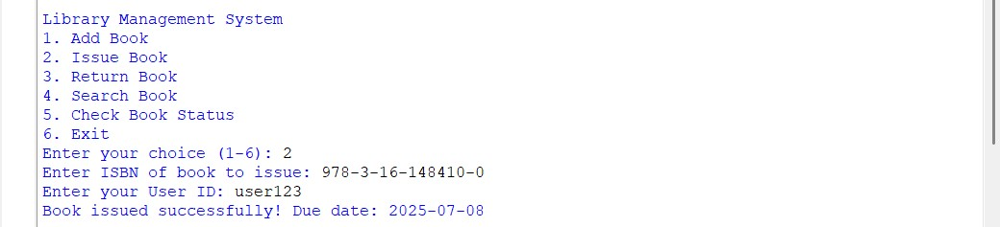 Library Management System
1. Add Book
2. Issue Book
3. Return Book
4. Search Book
5. Check Book Status
6. Exit
Enter your choice (1-6): 2
Enter ISBN of book to issue: 978-3-16-148410-0
Enter your User ID: user123
Book issued successfully! Due date: 2025-07-08